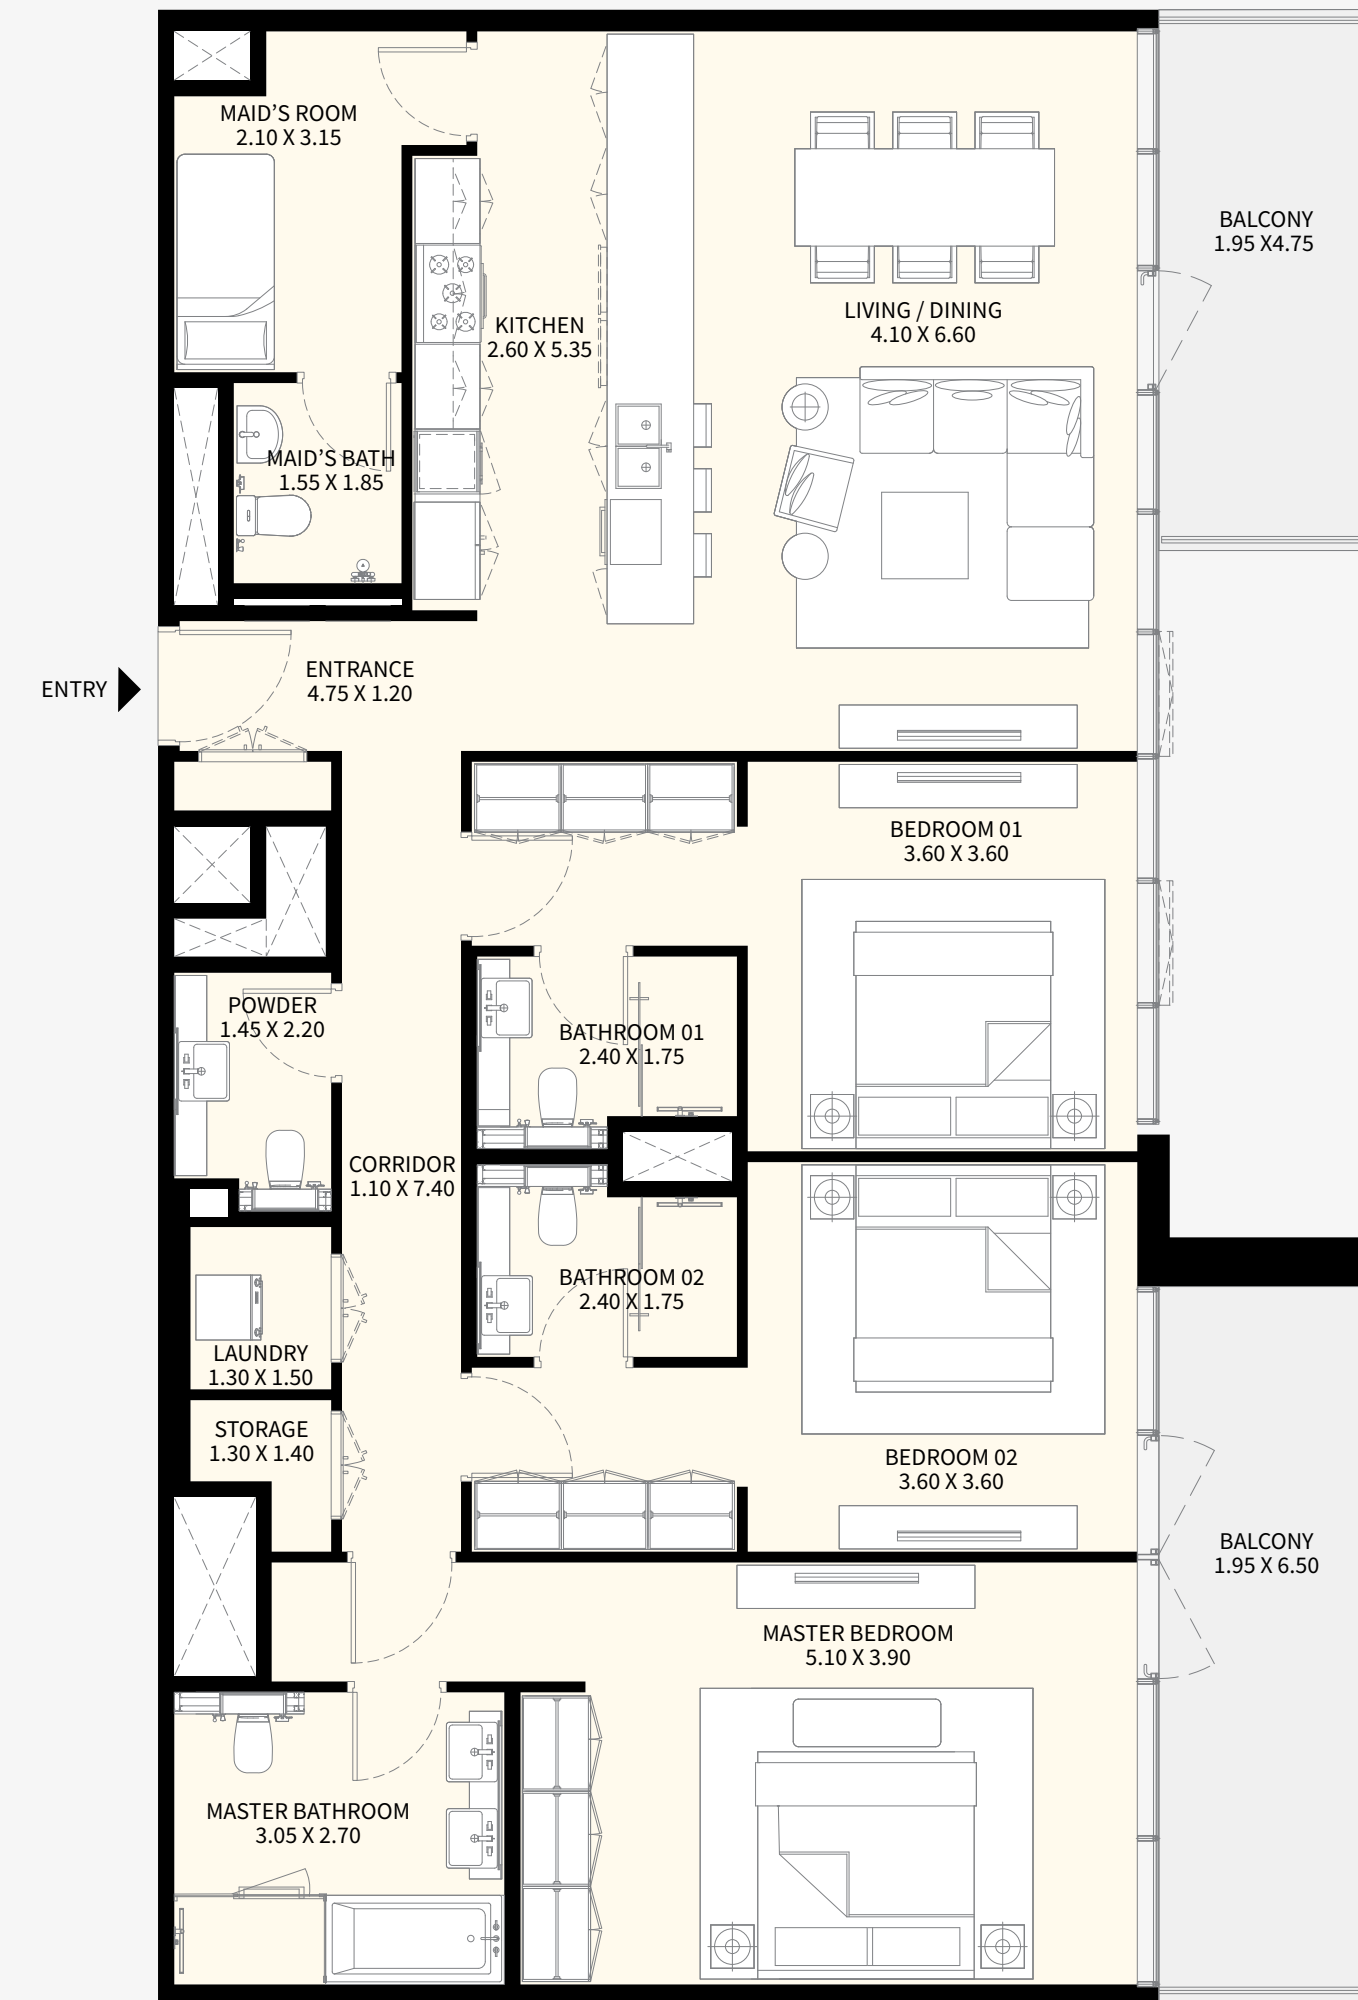 MAID’S ROOM
2.10 X 3.15
BALCONY
1.95 X4.75
LIVING / DINING
4.10 X 6.60
KITCHEN
2.60 X 5.35
MAID’S BATH
1.55 X 1.85
ENTRANCE
4.75 X 1.20
ENTRY
BEDROOM 01
3.60 X 3.60
POWDER
1.45 X 2.20
BATHROOM 01
2.40 X 1.75
CORRIDOR
1.10 X 7.40
BATHROOM 02
2.40 X 1.75
LAUNDRY
1.30 X 1.50
STORAGE
1.30 X 1.40
BEDROOM 02
3.60 X 3.60
BALCONY
1.95 X 6.50
MASTER BEDROOM
5.10 X 3.90
MASTER BATHROOM
3.05 X 2.70